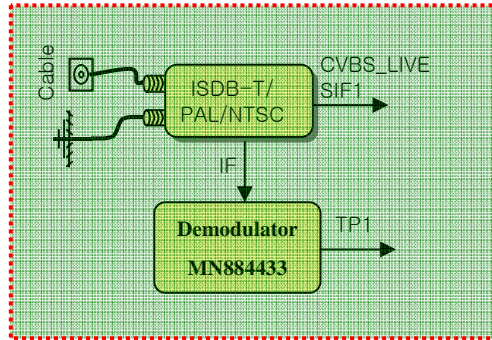 Cable
ISDB-T/
PAL/NTSC
CVBS_LIVE
SIF1
IF
Demodulator
MN884433
TP1